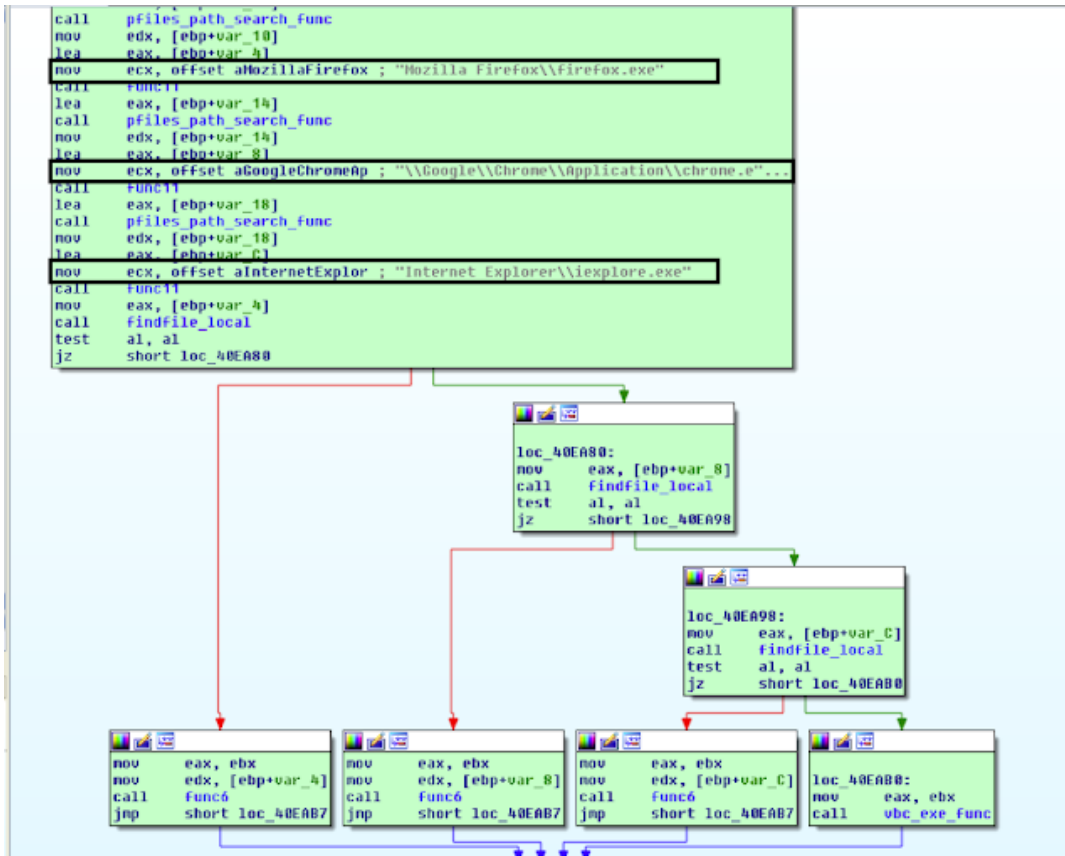 call pfiles_path_search_func
mov edx, [ebp+var_10]
lea eax, [ebp+var_4]
mov ecx, offset aMozillaFirefox ; "Mozilla Firefox\\firefox.exe"
call func11
lea eax, [ebp+var_14]
call pfiles_path_search_func
mov edx, [ebp+var_14]
lea eax, [ebp+var_8]
mov ecx, offset aGoogleChromeAp ; "\\Google\\Chrome\\Application\\chrome.e"...
call func11
lea eax, [ebp+var_18]
call pfiles_path_search_func
mov edx, [ebp+var_18]
lea eax, [ebp+var_C]
mov ecx, offset aInternetExplor ; "Internet Explorer\\iexplore.exe"
call func11
mov eax, [ebp+var_4]
call findfile_local
test al, al
jz short loc_40EA80
loc_40EA80:
mov eax, [ebp+var_8]
call findfile_local
test al, al
jz short loc_40EA98
loc_40EA98:
mov eax, [ebp+var_C]
call findfile_local
test al, al
jz short loc_40EAB0
mov eax, ebx
mov edx, [ebp+var_4]
call func6
jmp short loc_40EAB7
mov eax, ebx
mov edx, [ebp+var_8]
call func6
jmp short loc_40EAB7
mov eax, ebx
mov edx, [ebp+var_C]
call func6
jmp short loc_40EAB7
loc_40EAB0:
mov eax, ebx
call vbc_exe_func